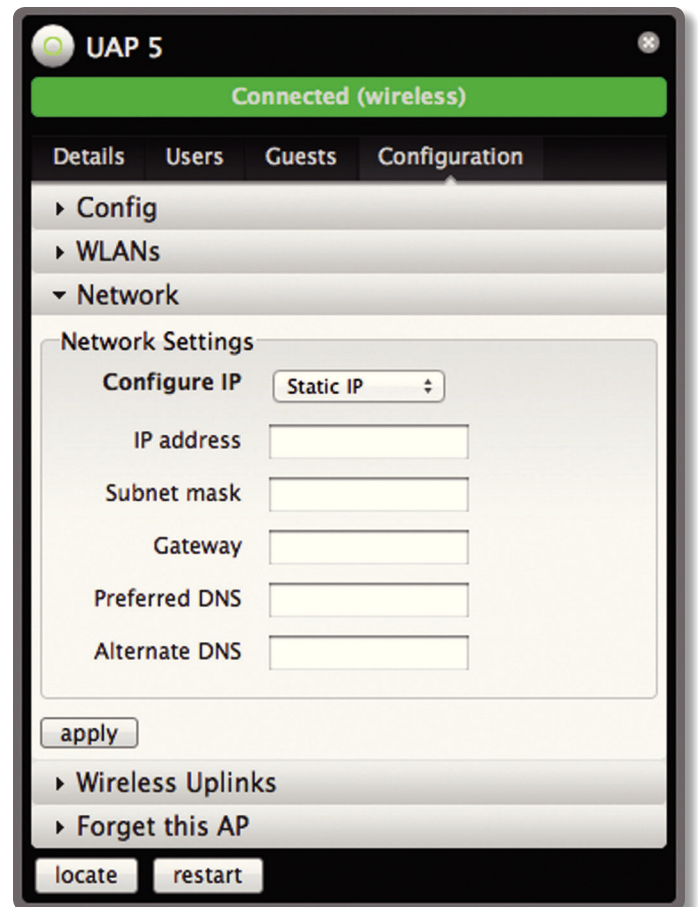 UAP 5
Connected (wireless)
Details Users Guests Configuration
Config
WLANs
Network
Network Settings
Configure IP Static IP
IP address
Subnet mask
Gateway
Preferred DNS
Alternate DNS
apply
Wireless Uplinks
Forget this AP
locate restart